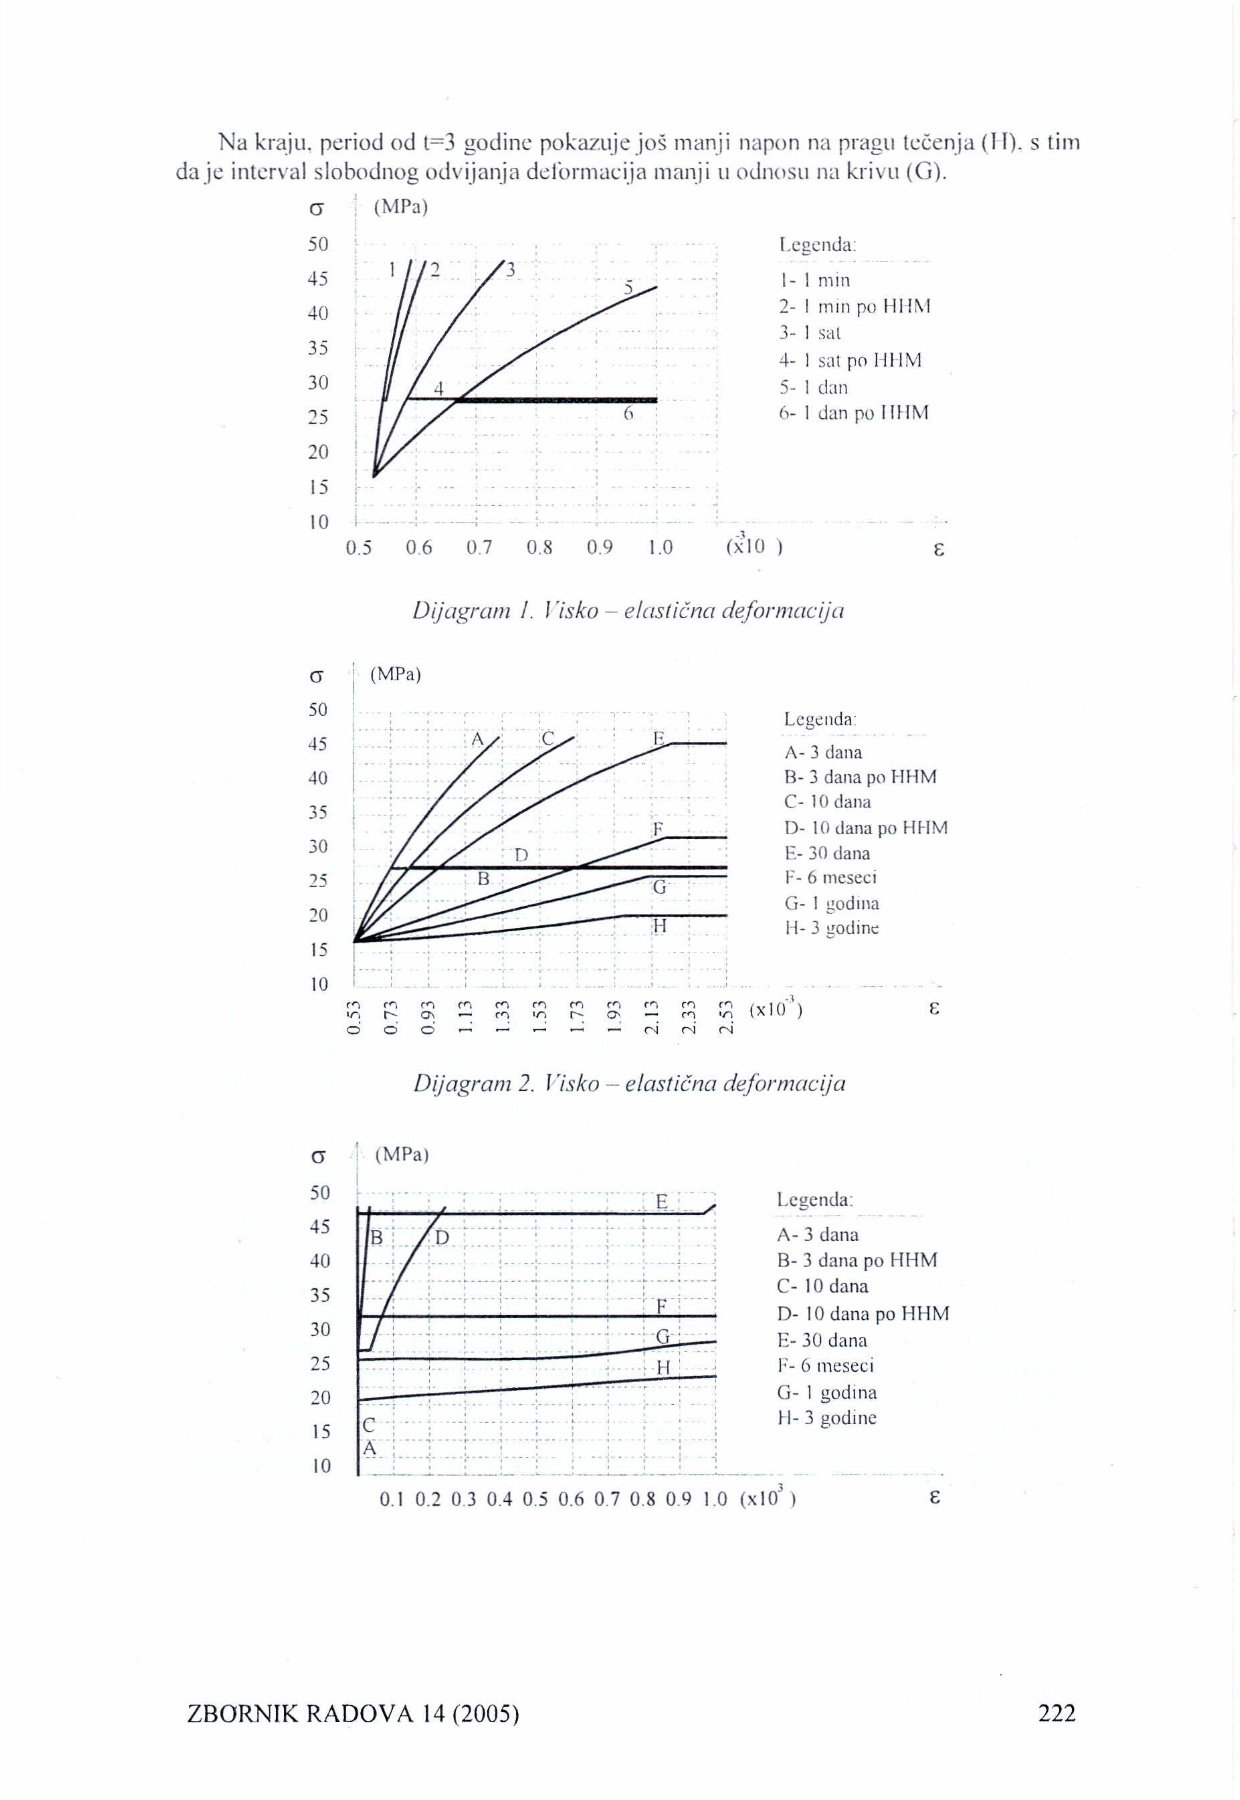 Na kraju, period od t=3 godine pokazuje još manji napon na pragu tečenja (H). s tim
da je interval slobodnog odvijanja deformacija manji u odnosu na krivu (G).
σ (MPa)
50
45
40
35
30
25
20
15
10
1 2 3 5
4
6
0.5 0.6 0.7 0.8 0.9 1.0 (x10⁻³) ε
Legenda:
1- 1 min
2- 1 min po HHM
3- 1 sat
4- 1 sat po HHM
5- 1 dan
6- 1 dan po HHM
Dijagram 1. Visko – elastična deformacija
σ (MPa)
50
45
40
35
30
25
20
15
10
A C E
F
D
B G
H
0.53 0.73 0.93 1.13 1.33 1.53 1.73 1.93 2.13 2.33 2.53 (x10⁻³) ε
Legenda:
A- 3 dana
B- 3 dana po HHM
C- 10 dana
D- 10 dana po HHM
E- 30 dana
F- 6 meseci
G- 1 godina
H- 3 godine
Dijagram 2. Visko – elastična deformacija
σ (MPa)
50
45
40
35
30
25
20
15
10
E
B D
F
G
H
C
A
0.1 0.2 0.3 0.4 0.5 0.6 0.7 0.8 0.9 1.0 (x10³) ε
Legenda:
A- 3 dana
B- 3 dana po HHM
C- 10 dana
D- 10 dana po HHM
E- 30 dana
F- 6 meseci
G- 1 godina
H- 3 godine
ZBORNIK RADOVA 14 (2005) 222